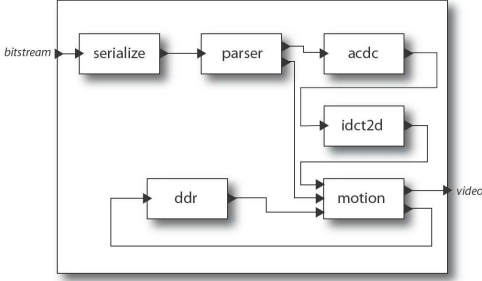 bitstream
serialize
parser
acdc
idct2d
ddr
motion
video